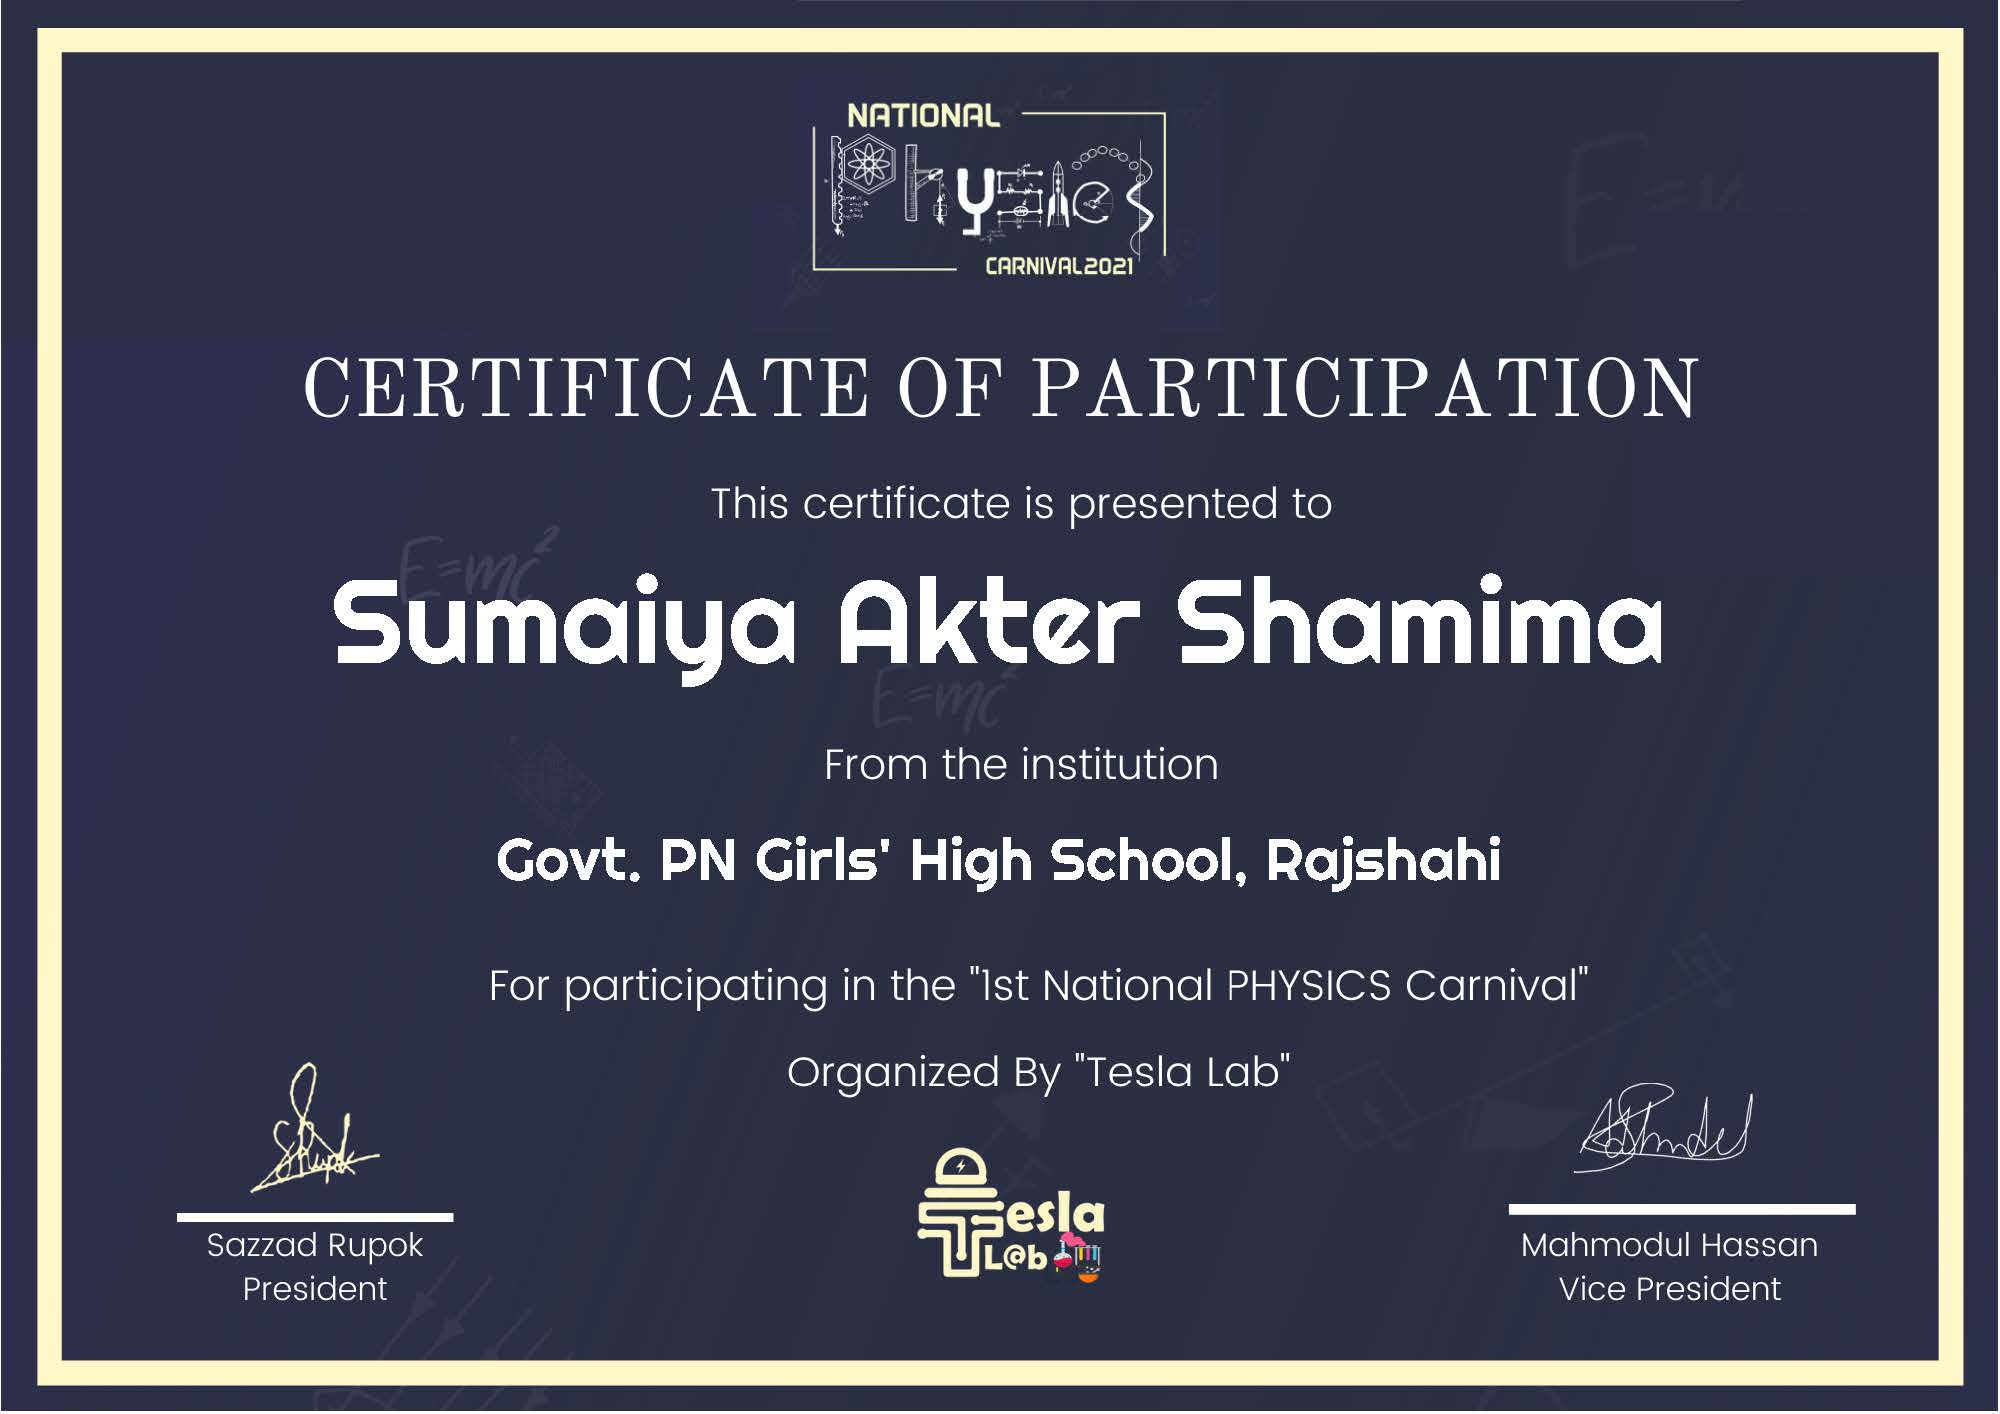 NATIONAL
Physics
CARNIVAL2021
CERTIFICATE OF PARTICIPATION
This certificate is presented to
E=mc²
Sumaiya Akter Shamima
E=mc²
From the institution
Govt. PN Girls' High School, Rajshahi
For participating in the "1st National PHYSICS Carnival"
Organized By "Tesla Lab"
Tesla
L@b
Sazzad Rupok
President
Mahmodul Hassan
Vice President